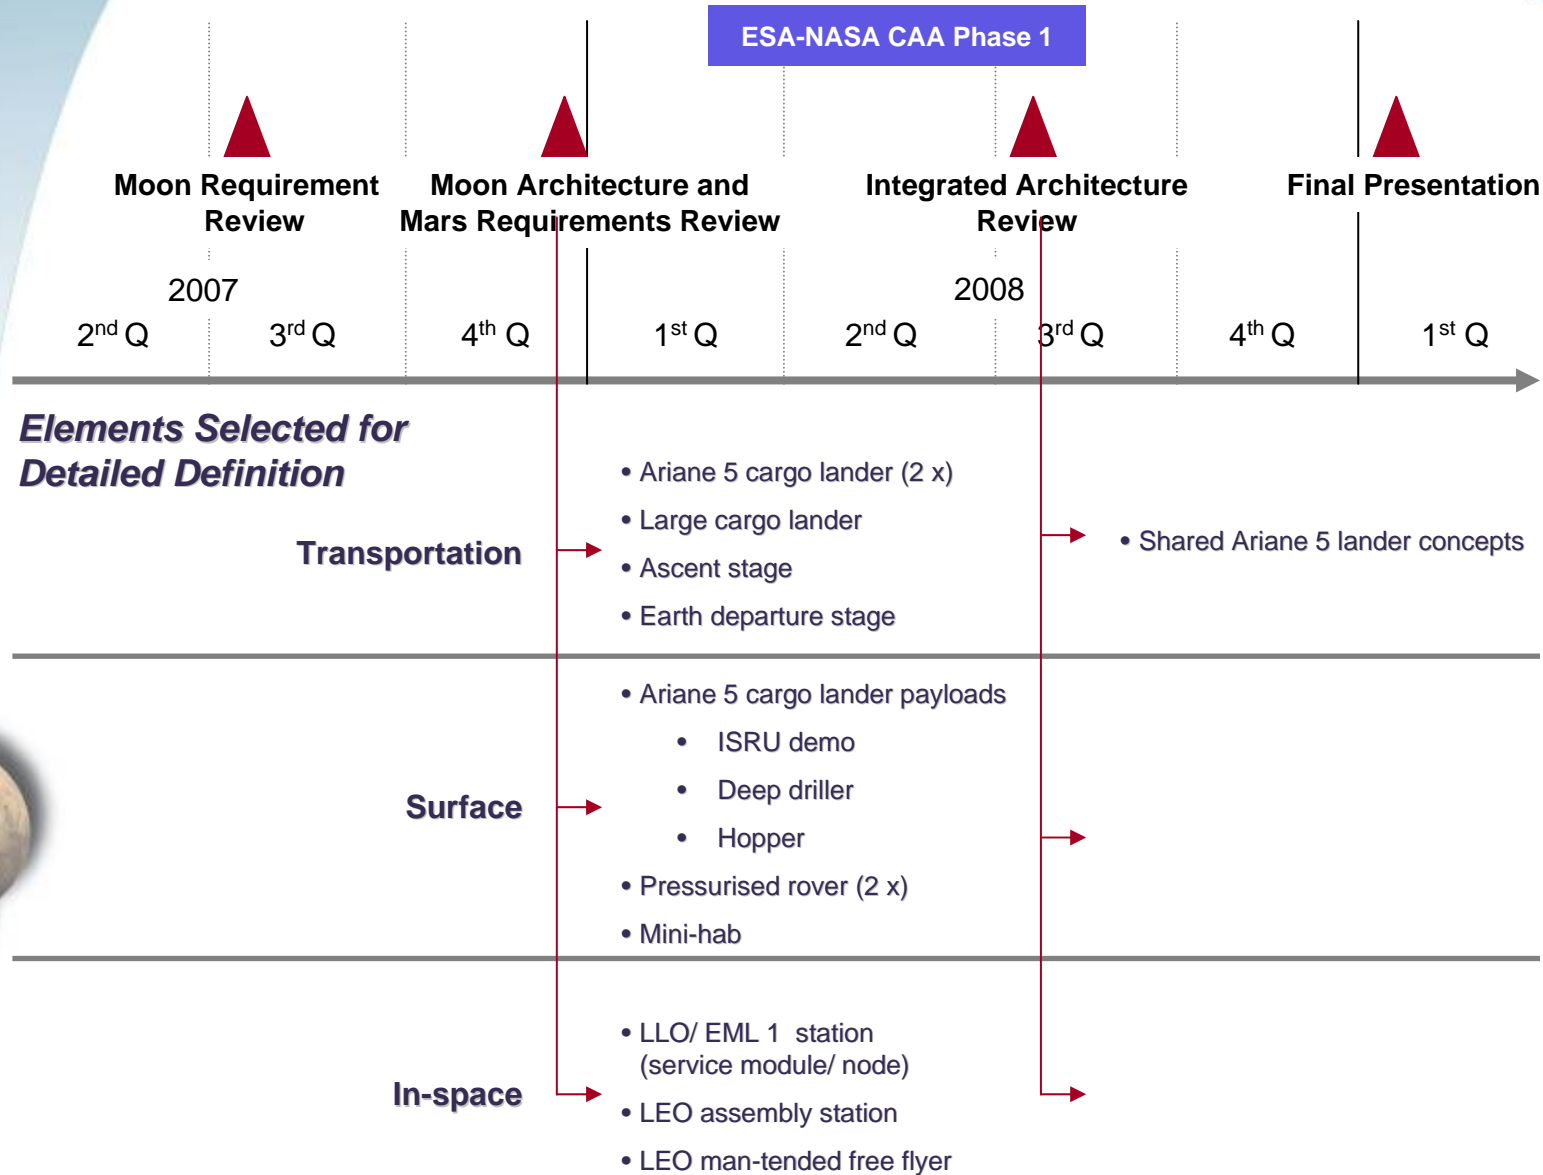 ESA-NASA CAA Phase 1
Moon Requirement
Review
Moon Architecture and
Mars Requirements Review
Integrated Architecture
Review
Final Presentation
2007
2008
2nd Q
3rd Q
4th Q
1st Q
2nd Q
3rd Q
4th Q
1st Q
Elements Selected for
Detailed Definition
Transportation
• Ariane 5 cargo lander (2 x)
• Large cargo lander
• Ascent stage
• Earth departure stage
• Shared Ariane 5 lander concepts
Surface
• Ariane 5 cargo lander payloads
• ISRU demo
• Deep driller
• Hopper
• Pressurised rover (2 x)
• Mini-hab
In-space
• LLO/ EML 1 station
(service module/ node)
• LEO assembly station
• LEO man-tended free flyer